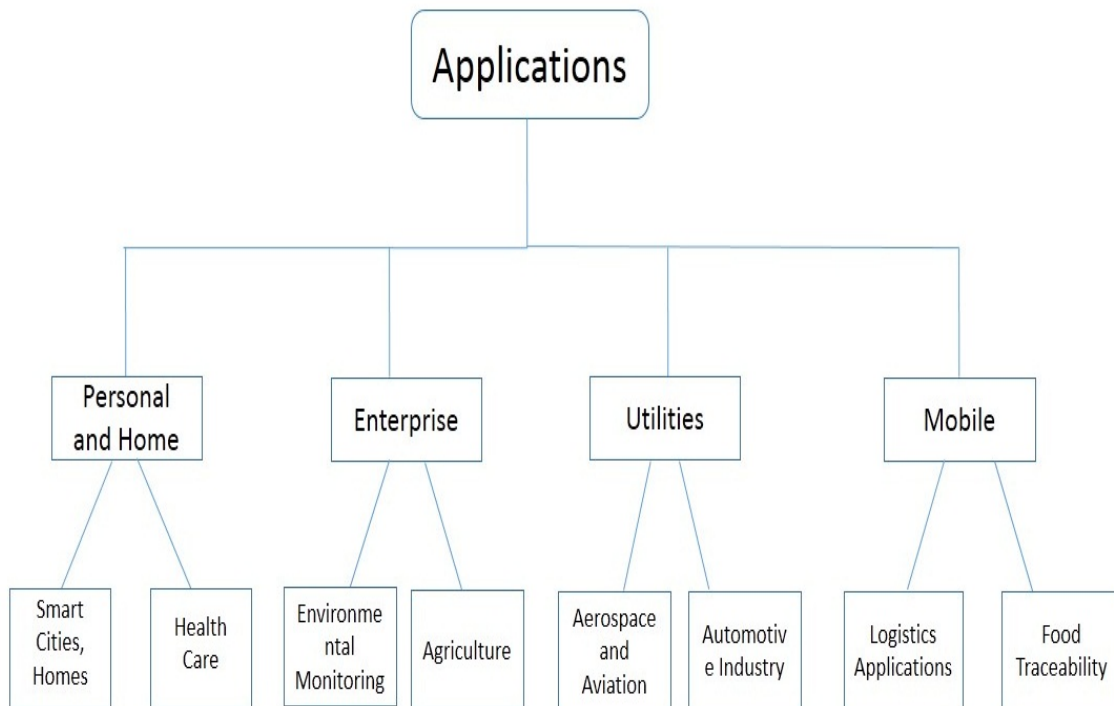 Applications
Personal
and Home
Enterprise
Utilities
Mobile
Smart
Cities,
Homes
Health
Care
Environme
ntal
Monitoring
Agriculture
Aerospace
and
Aviation
Automotiv
e Industry
Logistics
Applications
Food
Traceability